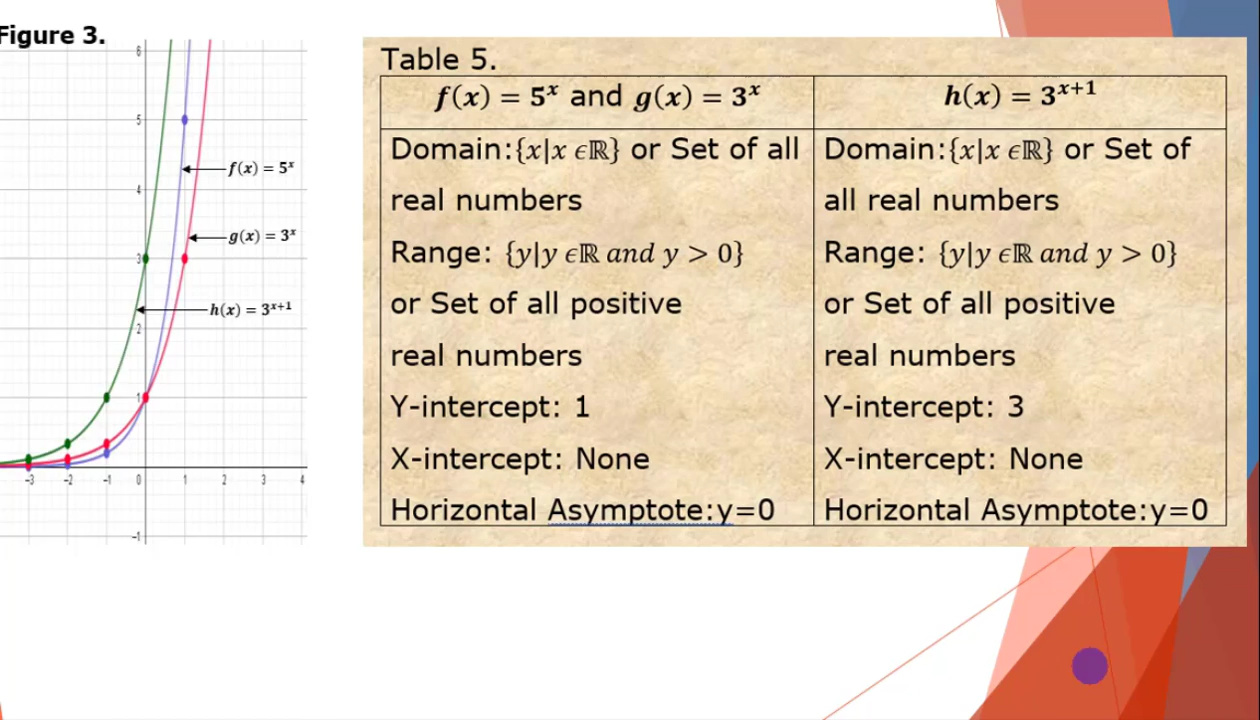 Figure 3.
6
5
f(x) = 5ˣ
4
g(x) = 3ˣ
3
h(x) = 3ˣ⁺¹
2
1
-3 -2 -1 0 1 2 3 4
-1
Table 5.
f(x) = 5ˣ and g(x) = 3ˣ
Domain:{x|x ϵℝ} or Set of all
real numbers
Range: {y|y ϵℝ and y > 0}
or Set of all positive
real numbers
Y-intercept: 1
X-intercept: None
Horizontal Asymptote:y=0
h(x) = 3ˣ⁺¹
Domain:{x|x ϵℝ} or Set of
all real numbers
Range: {y|y ϵℝ and y > 0}
or Set of all positive
real numbers
Y-intercept: 3
X-intercept: None
Horizontal Asymptote:y=0